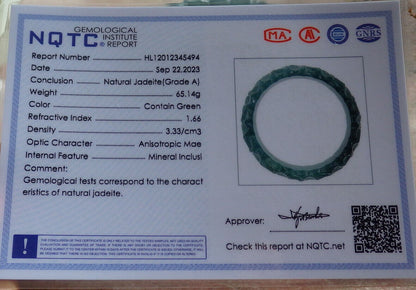 GEMOLOGICAL
NQTC INSTITUTE
® REPORT
MA
GNRS
Report Number HL12012345494
Date Sep 22,2023
Conclusion Natural Jadeite(Grade A)
Weight 65.14g
Color Contain Green
Refractive Index 1.66
Density 3.33/cm3
Optic Character Anisotropic Mae
Internal Feature Mineral Inclusi
Comment:
Gemological tests correspond to the charact
eristics of natural jadeite.
Approver:
Check this report at NQTC.net